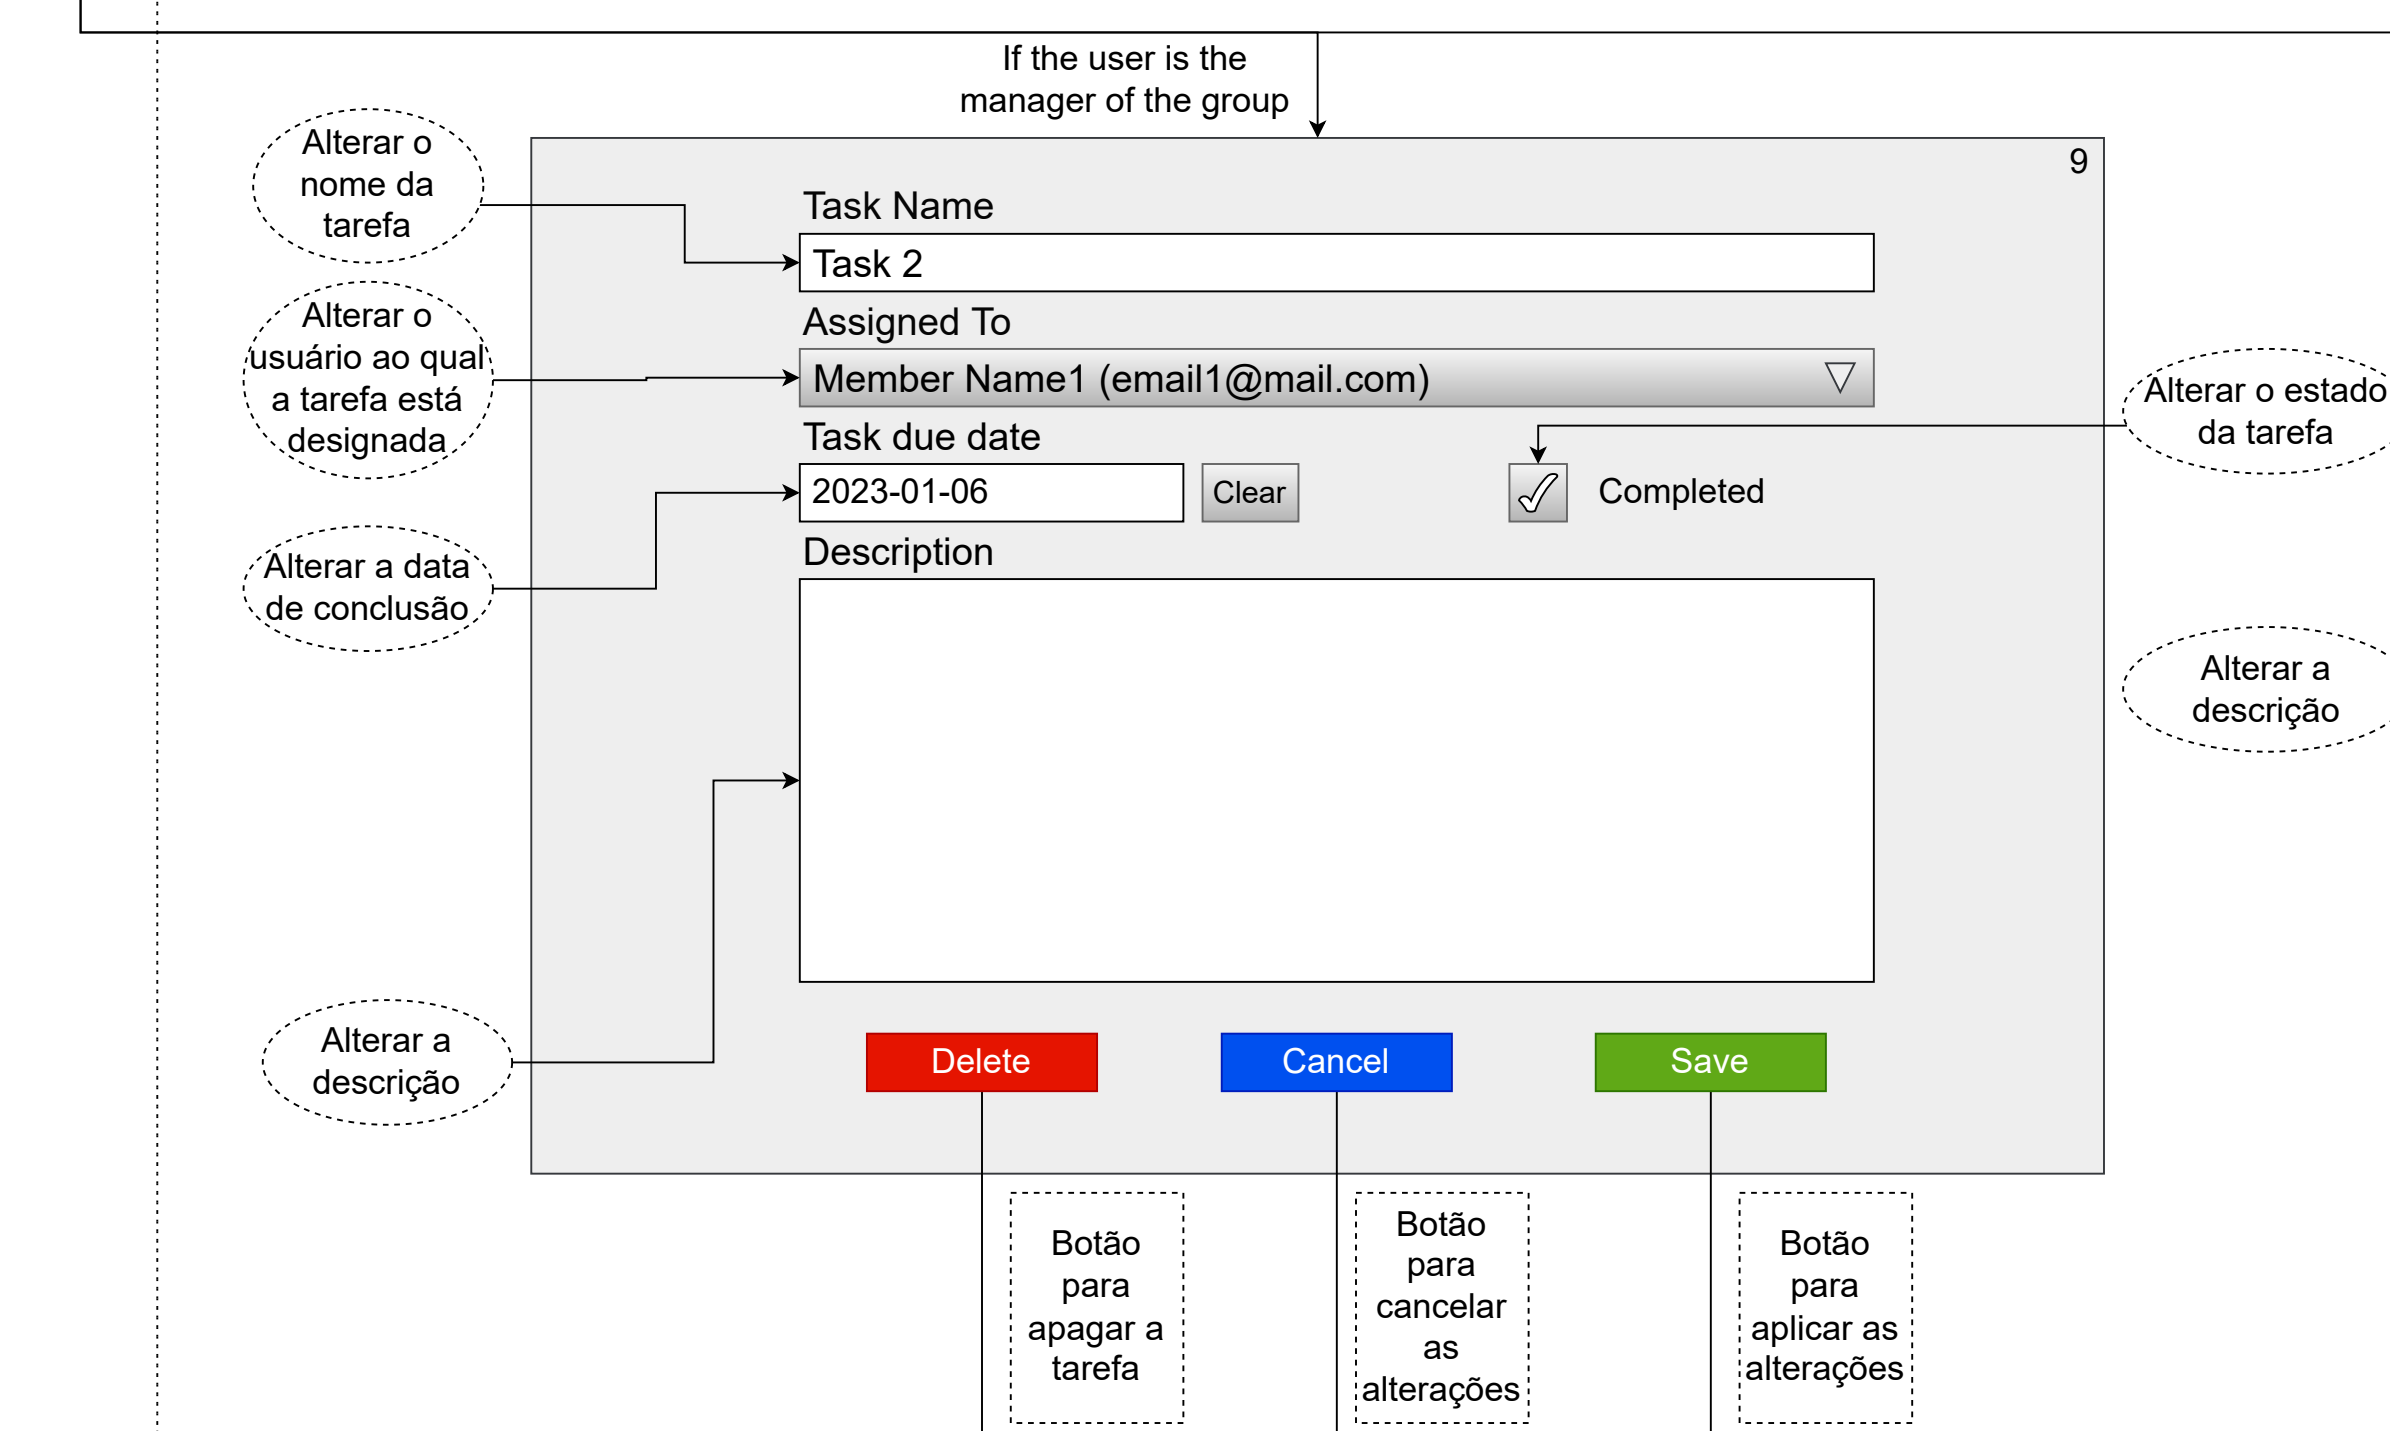 If the user is the
manager of the group
9
Alterar o
nome da
tarefa
Task Name
Task 2
Alterar o
usuário ao qual
a tarefa está
designada
Assigned To
Member Name1 (email1@mail.com)
Alterar o estado
da tarefa
Task due date
2023-01-06
Clear
Completed
Alterar a data
de conclusão
Description
Alterar a
descrição
Alterar a
descrição
Delete
Cancel
Save
Botão
para
apagar a
tarefa
Botão
para
cancelar
as
alterações
Botão
para
aplicar as
alterações